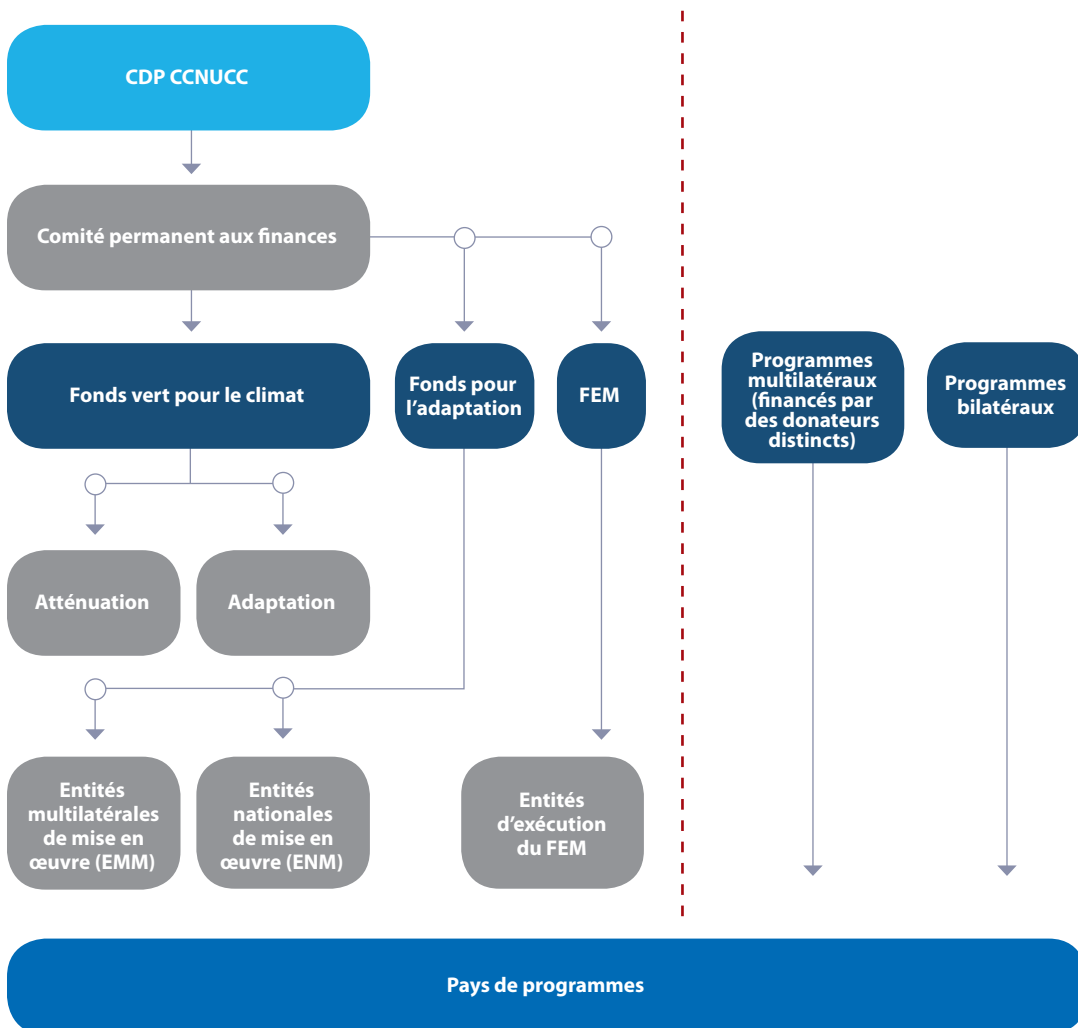 CDP CCNUCC
Comité permanent aux finances
Fonds vert pour le climat
Fonds pour
l'adaptation
FEM
Programmes
multilatéraux
(financés par
des donateurs
distincts)
Programmes
bilatéraux
Atténuation
Adaptation
Entités
multilatérales
de mise en
œuvre (EMM)
Entités
nationales
de mise en
œuvre (ENM)
Entités
d'exécution
du FEM
Pays de programmes